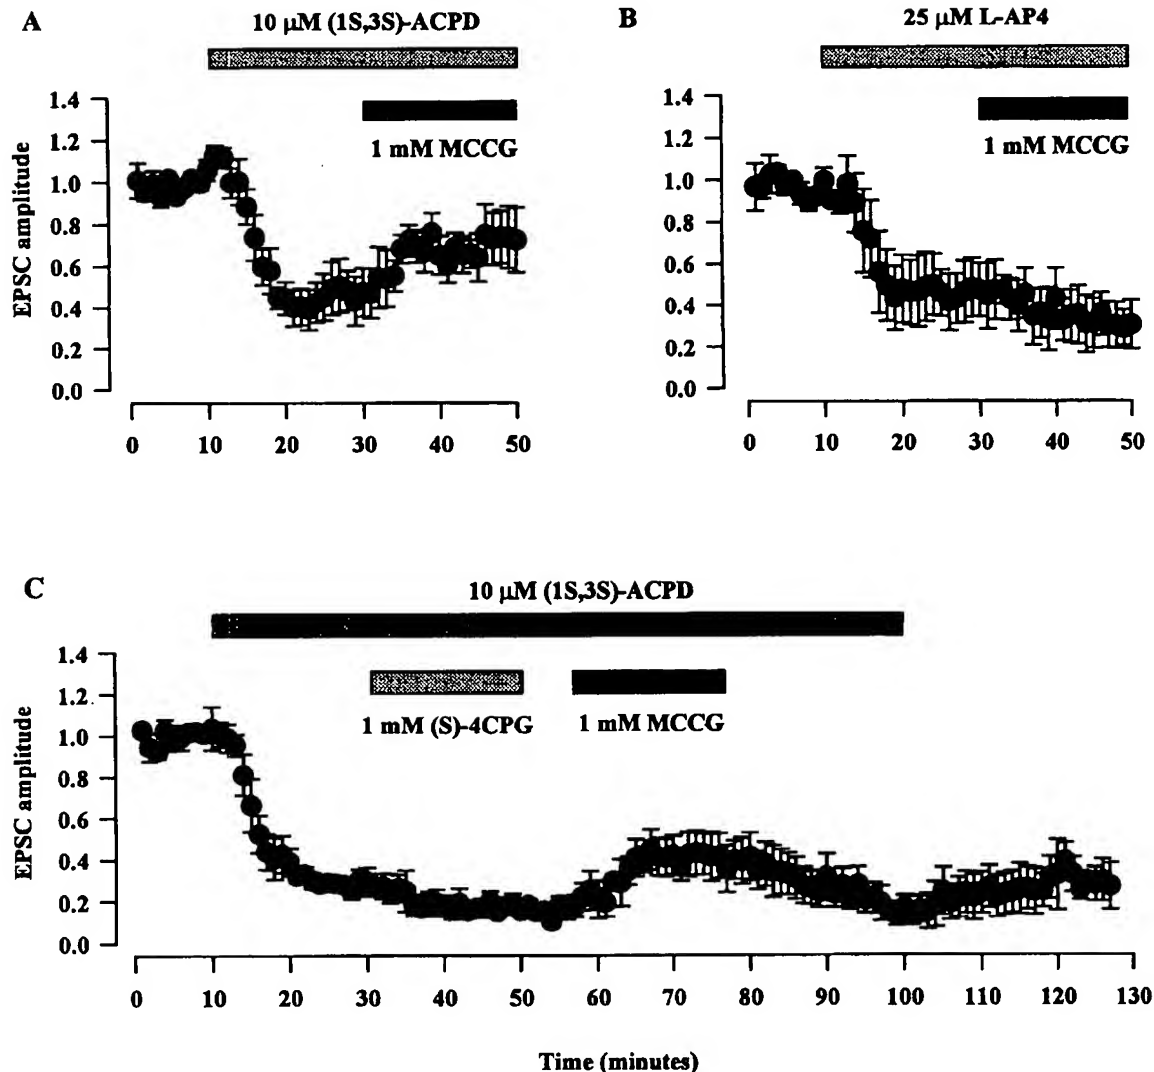 A
10 µM (1S,3S)-ACPD
1 mM MCCG
EPSC amplitude
1.4
1.2
1.0
0.8
0.6
0.4
0.2
0.0
0 10 20 30 40 50
B
25 µM L-AP4
1 mM MCCG
1.4
1.2
1.0
0.8
0.6
0.4
0.2
0.0
0 10 20 30 40 50
C
10 µM (1S,3S)-ACPD
1 mM (S)-4CPG 1 mM MCCG
EPSC amplitude
1.4
1.2
1.0
0.8
0.6
0.4
0.2
0.0
0 10 20 30 40 50 60 70 80 90 100 110 120 130
Time (minutes)